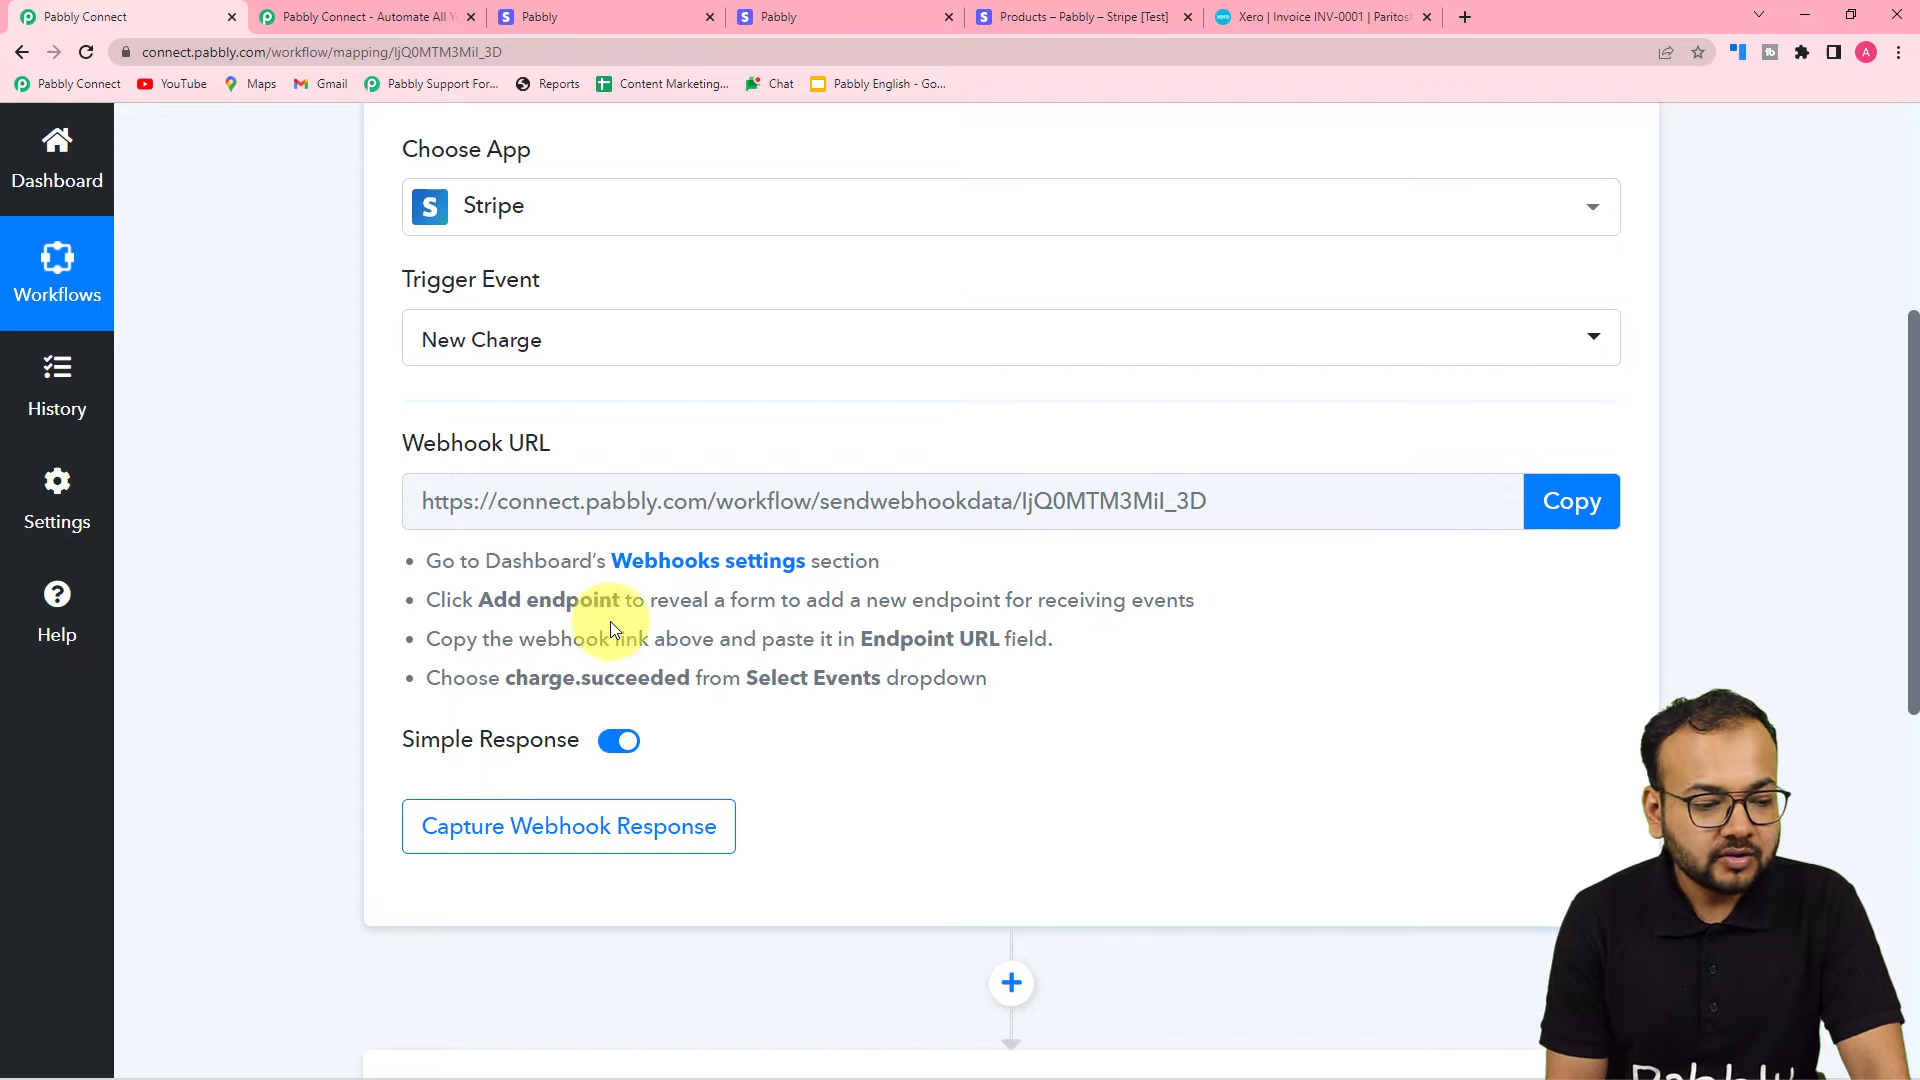 Pabbly Connect
Pabbly Connect - Automate All Y
Pabbly
Pabbly
Products – Pabbly – Stripe [Test]
Xero | Invoice INV-0001 | Paritos
connect.pabbly.com/workflow/mapping/IjQ0MTM3MiI_3D
A
Pabbly Connect
YouTube
Maps
Gmail
Pabbly Support For...
Reports
Content Marketing...
Chat
Pabbly English - Go...
Dashboard
Workflows
History
Settings
Help
Choose App
Stripe
Trigger Event
New Charge
Webhook URL
https://connect.pabbly.com/workflow/sendwebhookdata/IjQ0MTM3MiI_3D
Copy
• Go to Dashboard’s Webhooks settings section
• Click Add endpoint to reveal a form to add a new endpoint for receiving events
• Copy the webhook link above and paste it in Endpoint URL field.
• Choose charge.succeeded from Select Events dropdown
Simple Response
Capture Webhook Response
Pabbly